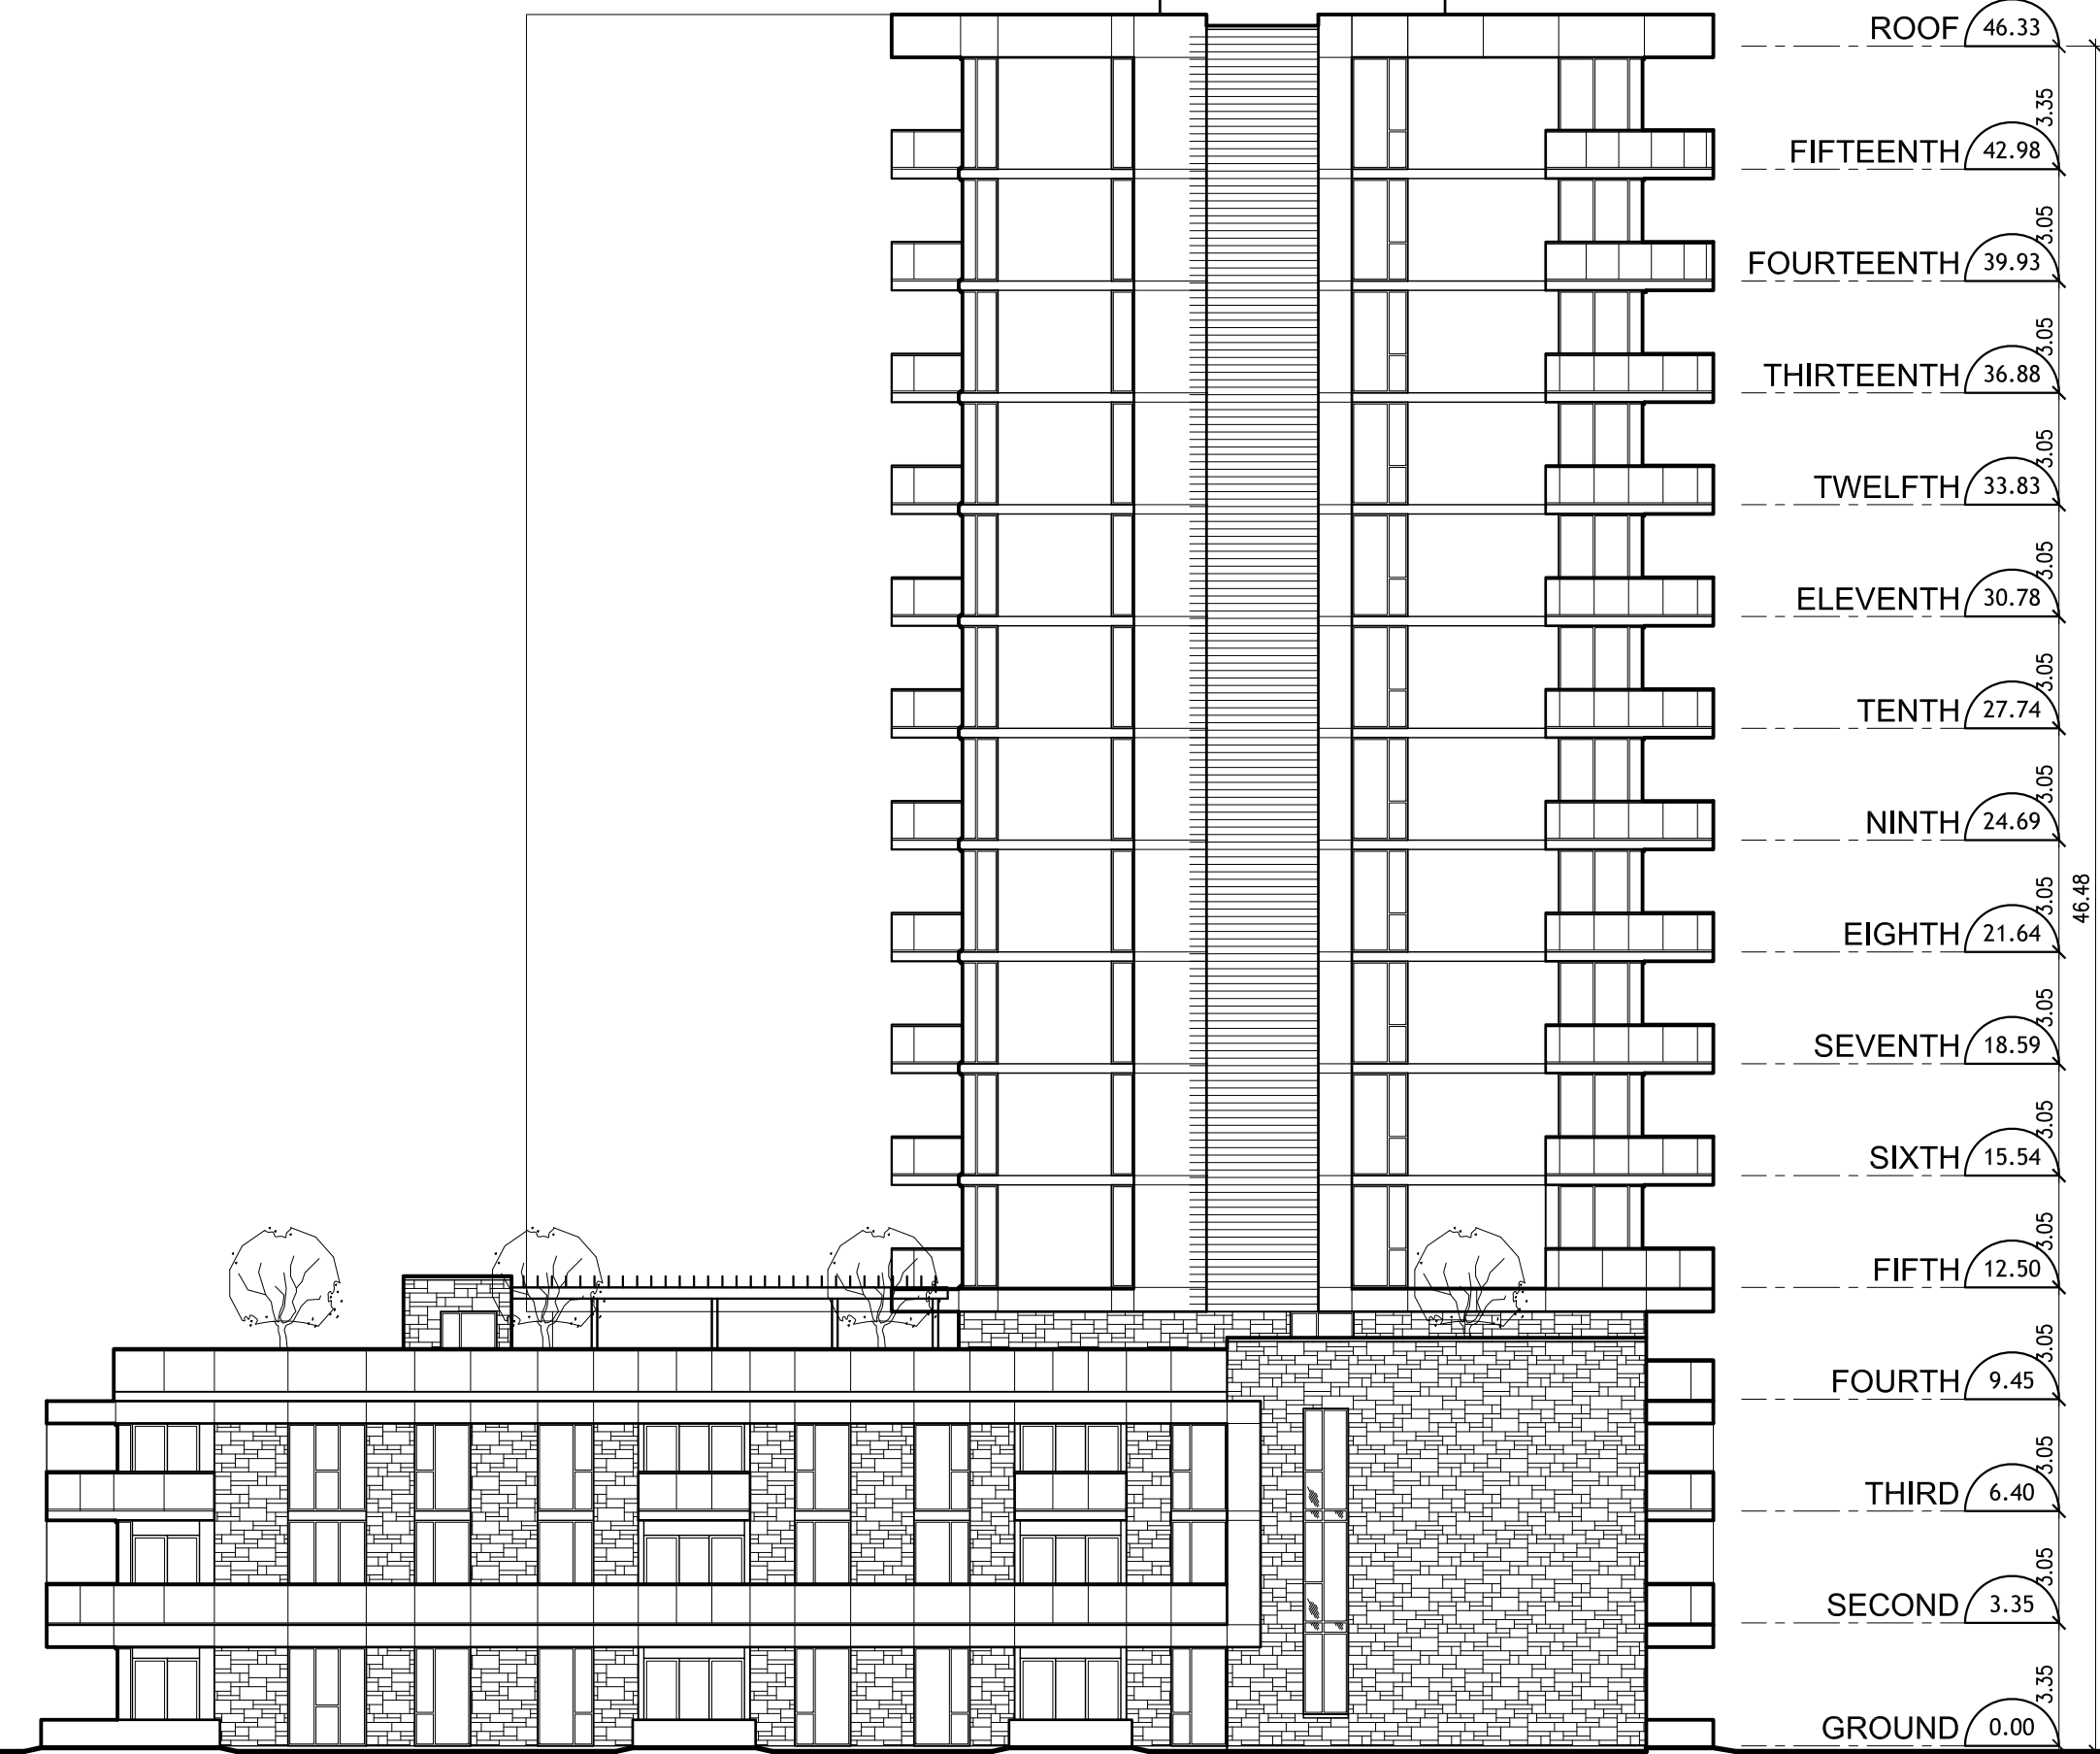 ROOF 46.33
3.35
FIFTEENTH 42.98
3.05
FOURTEENTH 39.93
3.05
THIRTEENTH 36.88
3.05
TWELFTH 33.83
3.05
ELEVENTH 30.78
3.05
TENTH 27.74
3.05
NINTH 24.69
3.05
46.48
EIGHTH 21.64
3.05
SEVENTH 18.59
3.05
SIXTH 15.54
3.05
FIFTH 12.50
3.05
FOURTH 9.45
3.05
THIRD 6.40
3.05
SECOND 3.35
3.35
GROUND 0.00